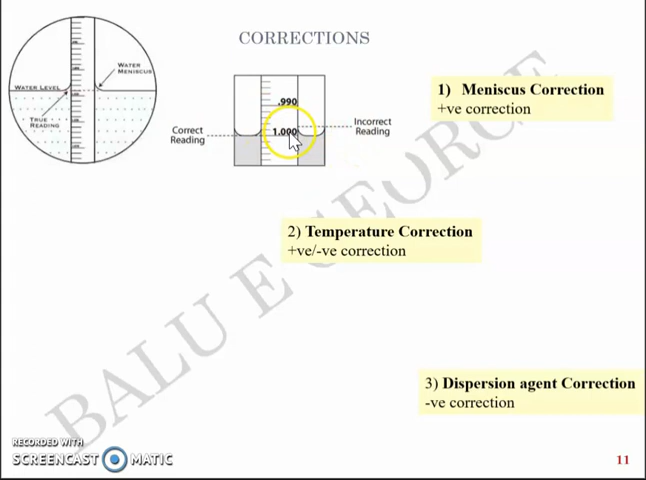 CORRECTIONS
WATER
MENISCUS
WATER LEVEL
TRUE
READING
.990
1.000
Correct
Reading
Incorrect
Reading
1) Meniscus Correction
+ve correction
2) Temperature Correction
+ve/-ve correction
3) Dispersion agent Correction
-ve correction
BALU E GEORGE
RECORDED WITH
SCREENCAST MATIC
11